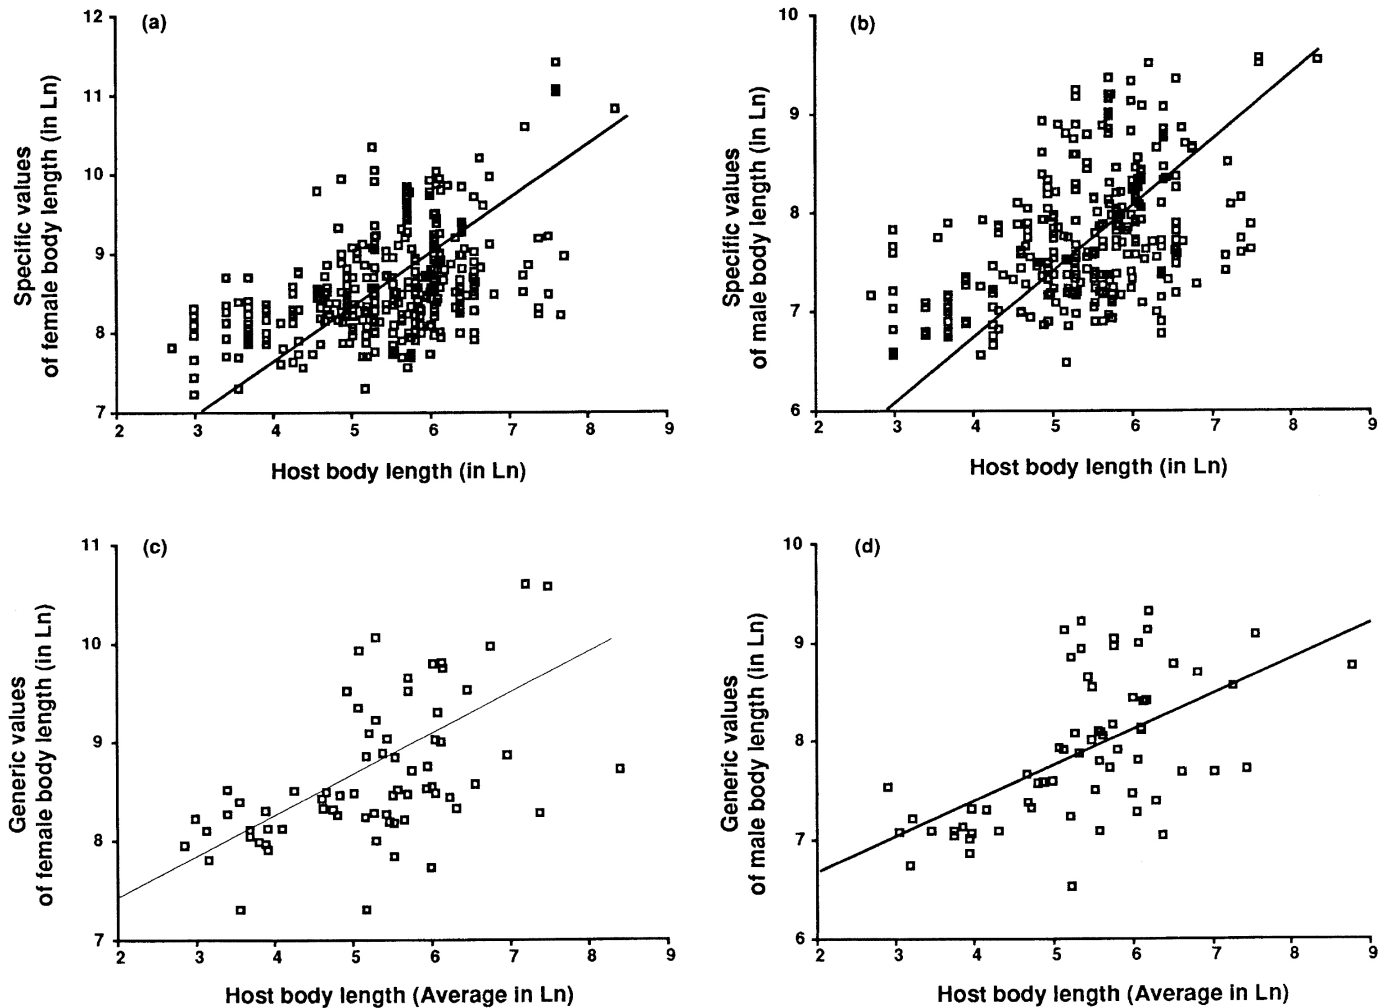 (a)
12
11
10
9
8
7
2 3 4 5 6 7 8 9
Specific values
of female body length (in Ln)
Host body length (in Ln)
(b)
10
9
8
7
6
2 3 4 5 6 7 8 9
Specific values
of male body length (in Ln)
Host body length (in Ln)
(c)
11
10
9
8
7
2 3 4 5 6 7 8 9
Generic values
of female body length (in Ln)
Host body length (Average in Ln)
(d)
10
9
8
7
6
2 3 4 5 6 7 8 9
Generic values
of male body length (in Ln)
Host body length (Average in Ln)